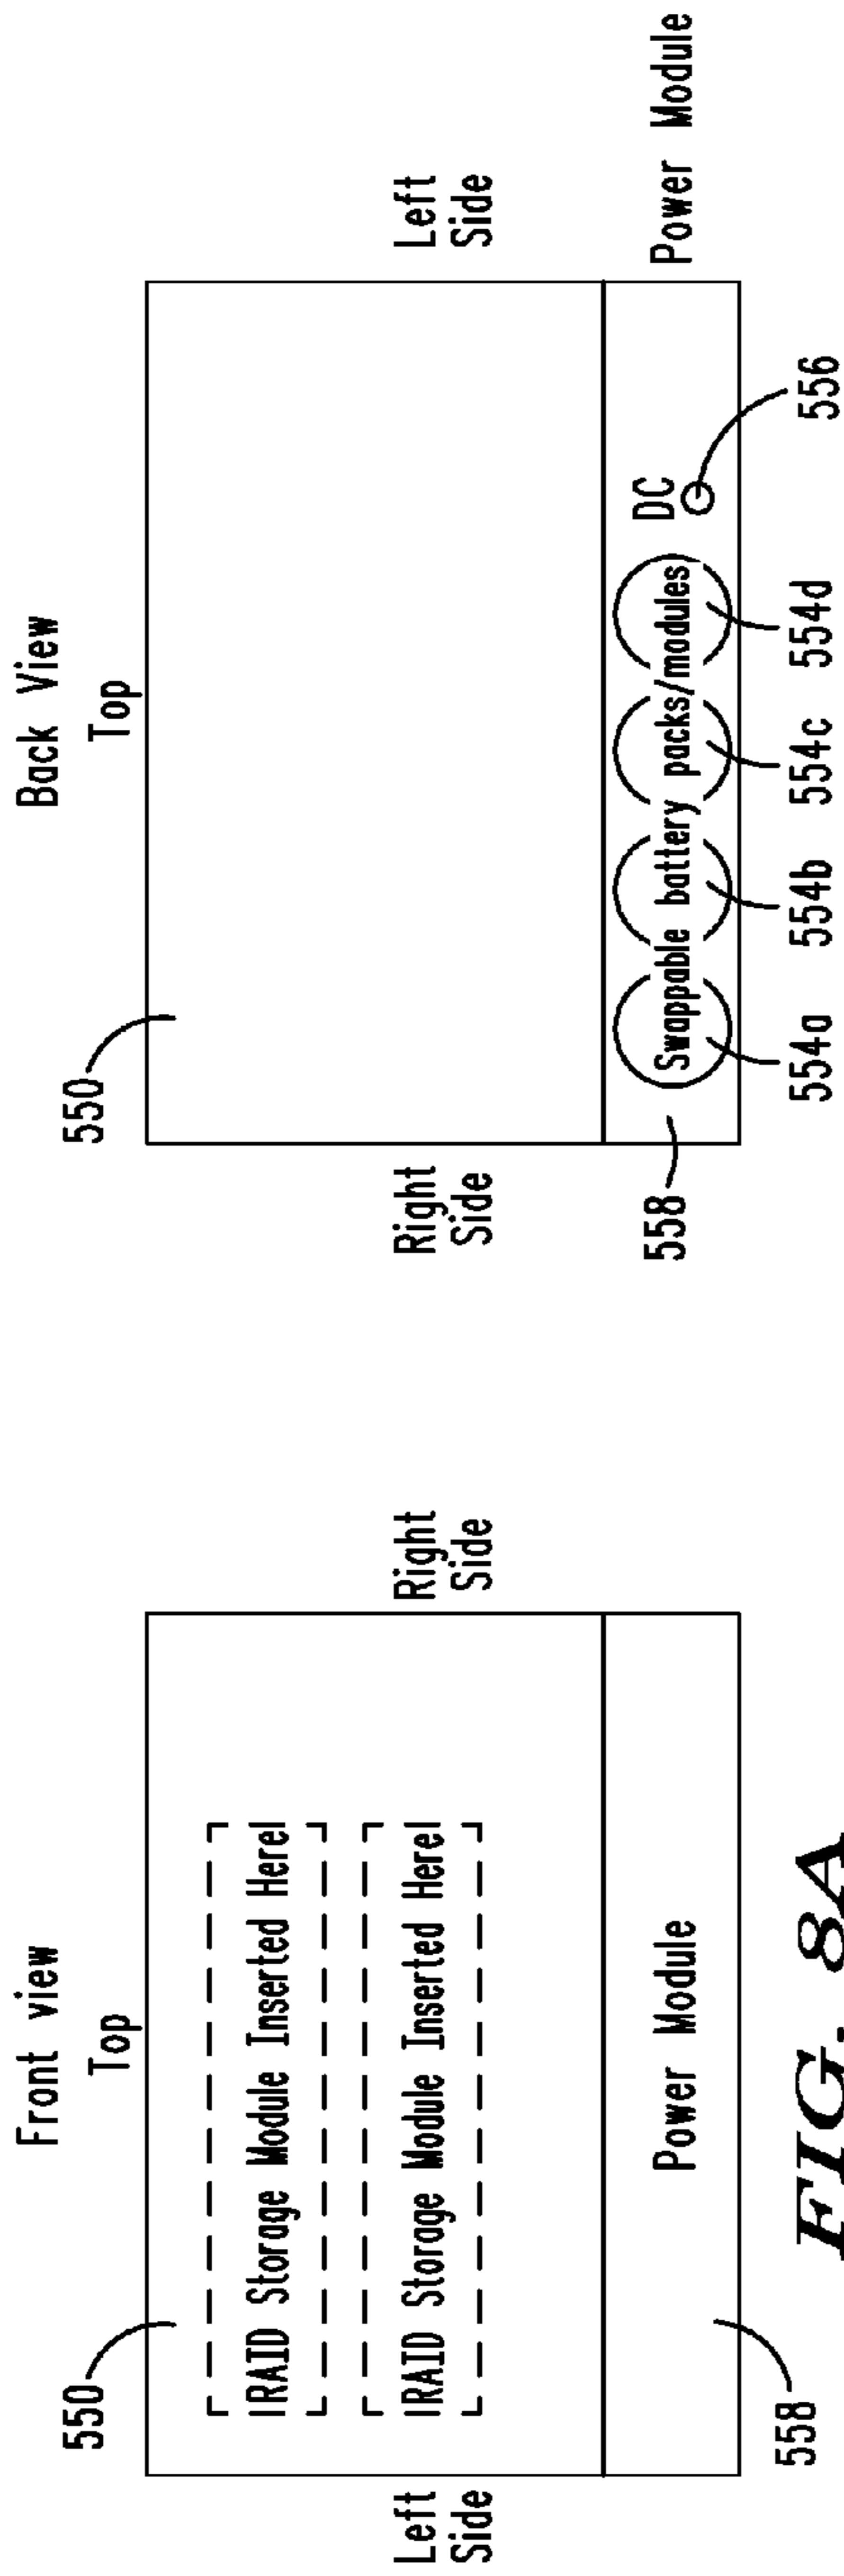 Front view
Top
550
Left
Side
Right
Side
RAID Storage Module Inserted Here
RAID Storage Module Inserted Here
Power Module
558
Back View
Top
550
Right
Side
Left
Side
DC
Swappable battery packs/modules
Power Module
558
554a
554b
554c
554d
556
FIG. 8A